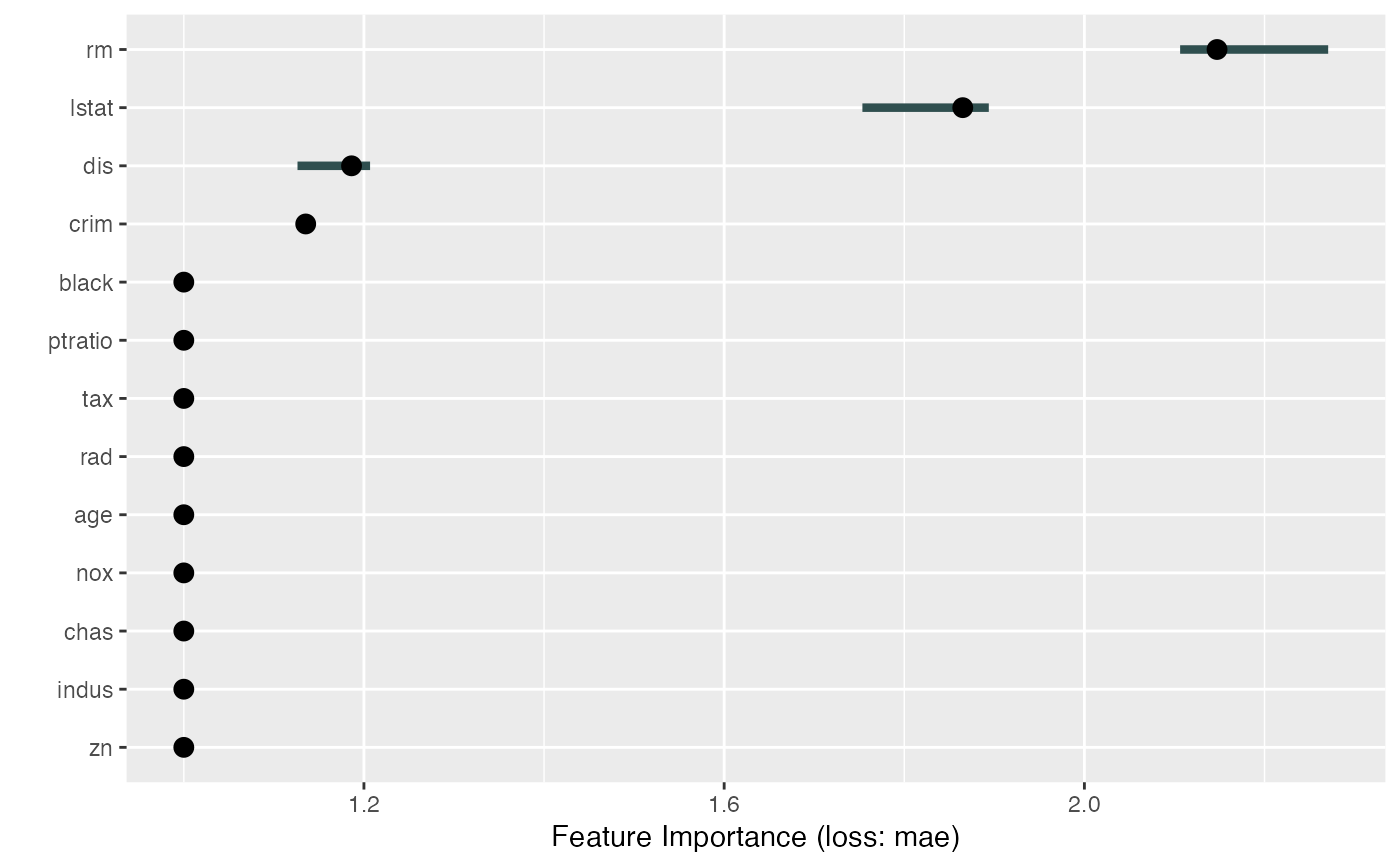 rm
lstat
dis
crim
black
ptratio
tax
rad
age
nox
chas
indus
zn
1.2 1.6 2.0
Feature Importance (loss: mae)